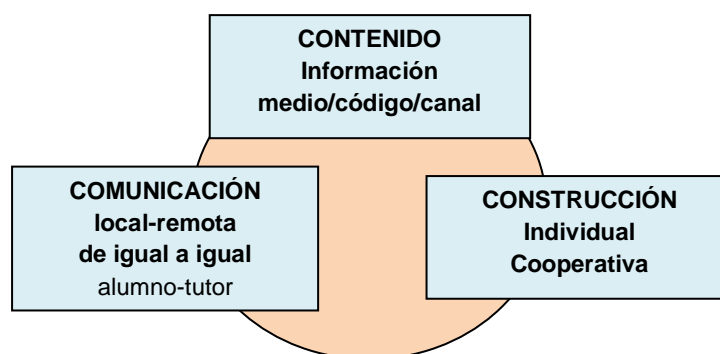 CONTENIDO
Información
medio/código/canal
COMUNICACIÓN
local-remota
de igual a igual
alumno-tutor
CONSTRUCCIÓN
Individual
Cooperativa